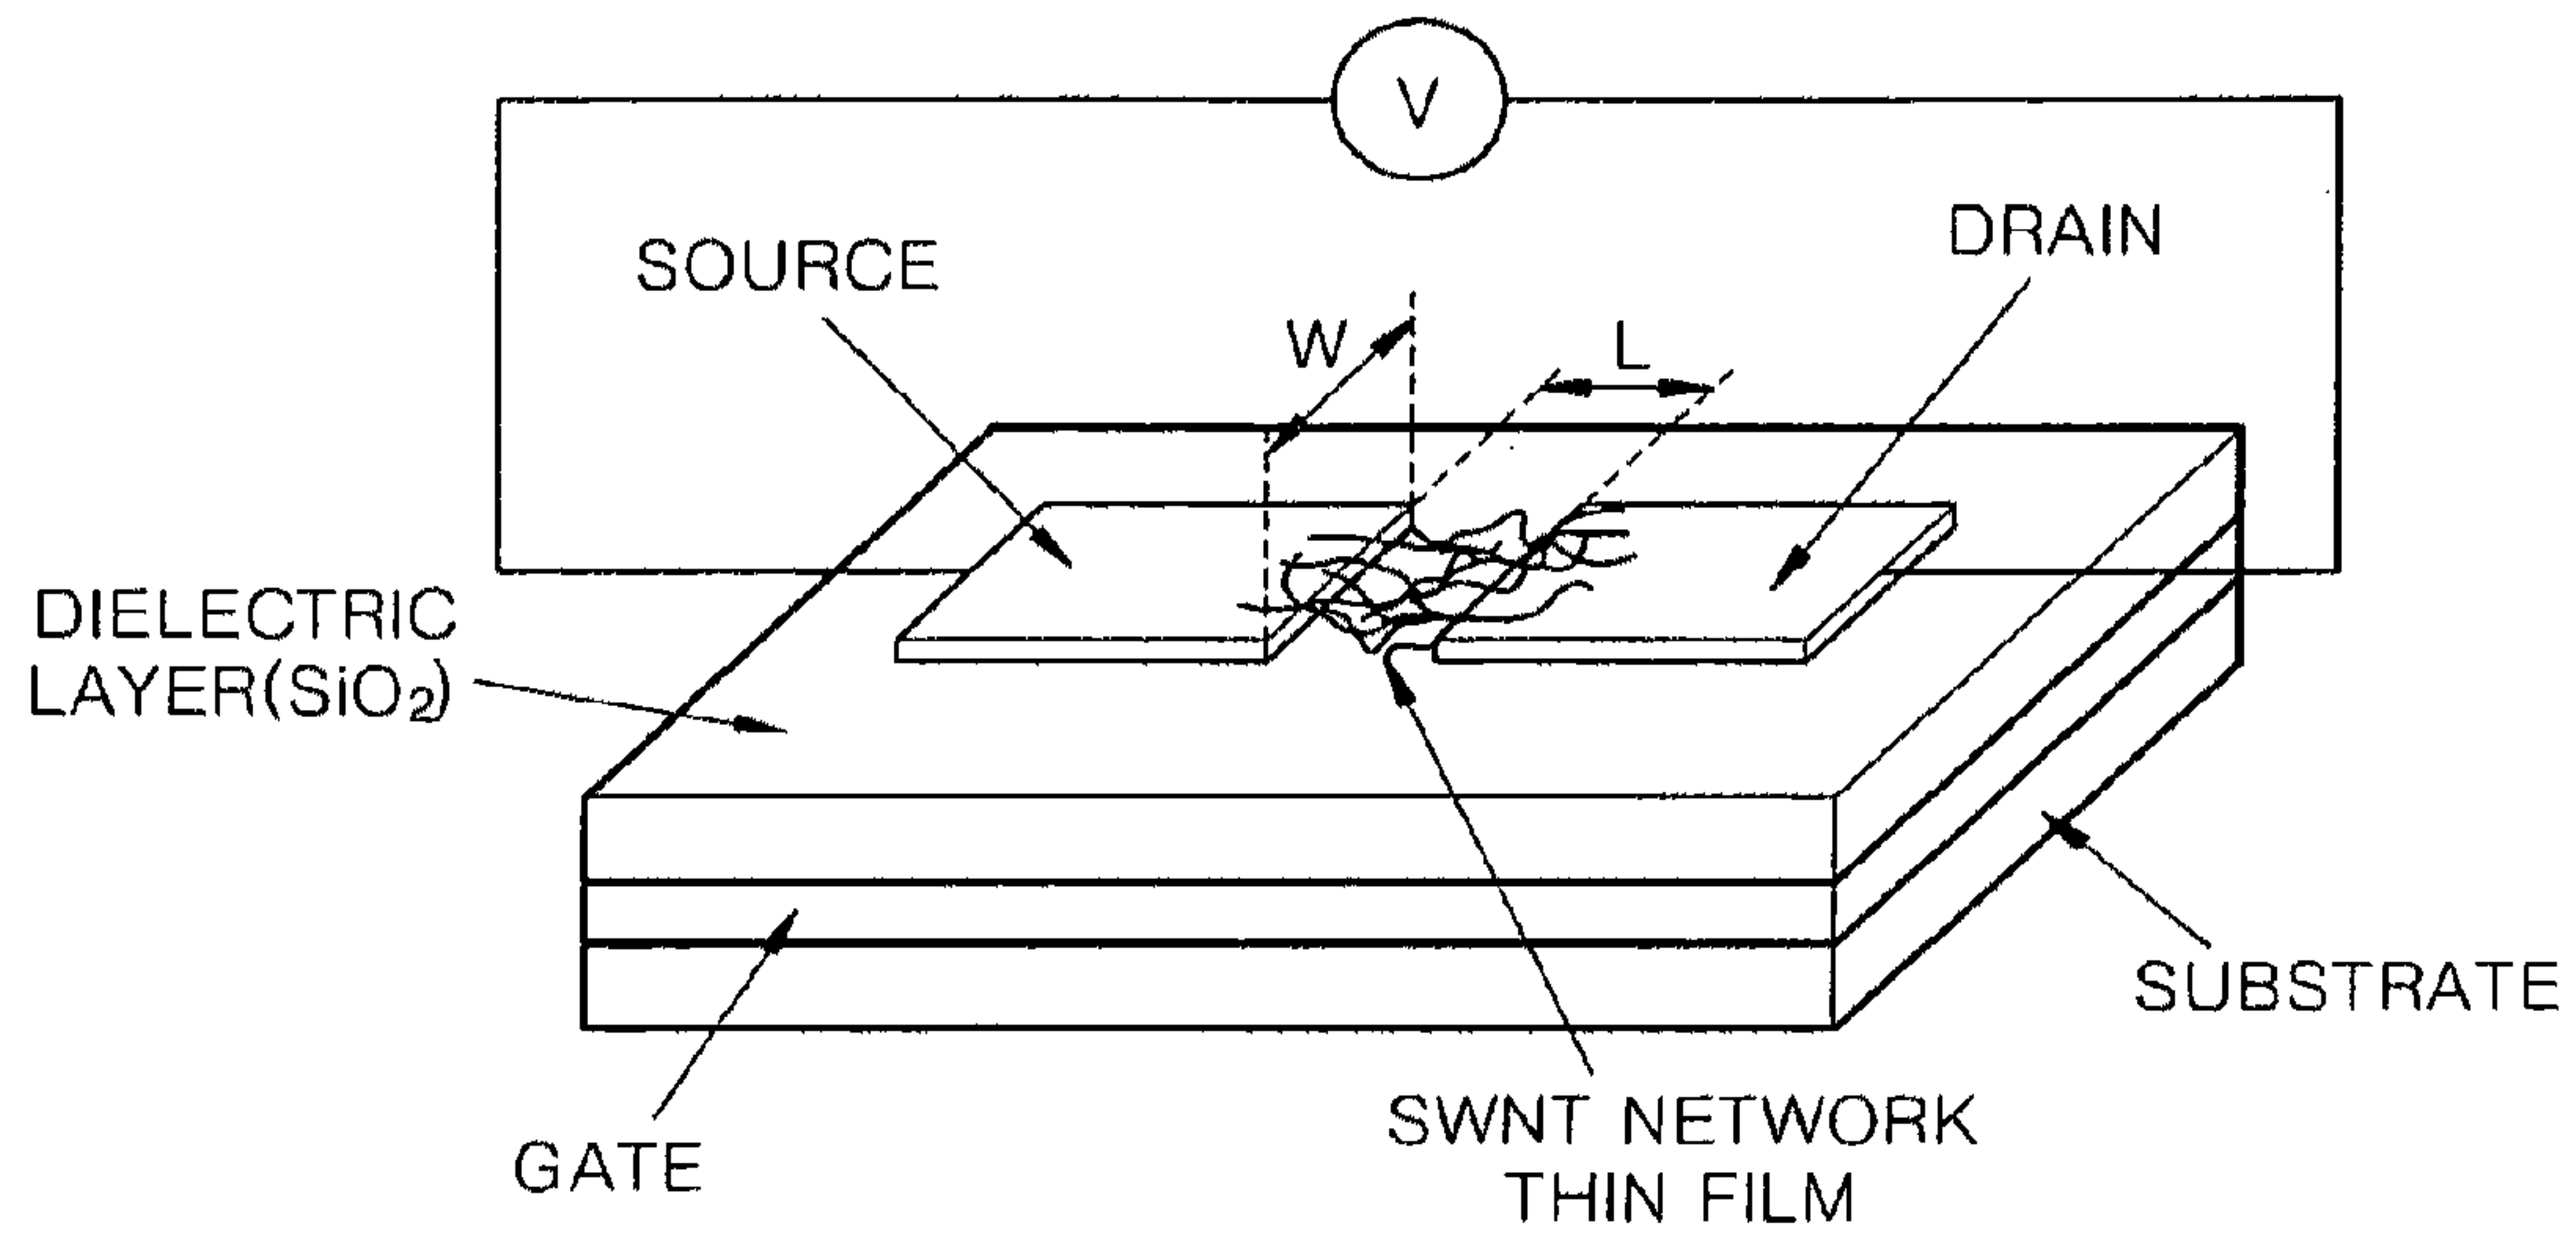 V
SOURCE
DRAIN
W
L
DIELECTRIC
LAYER(SiO₂)
GATE
SUBSTRATE
SWNT NETWORK
THIN FILM